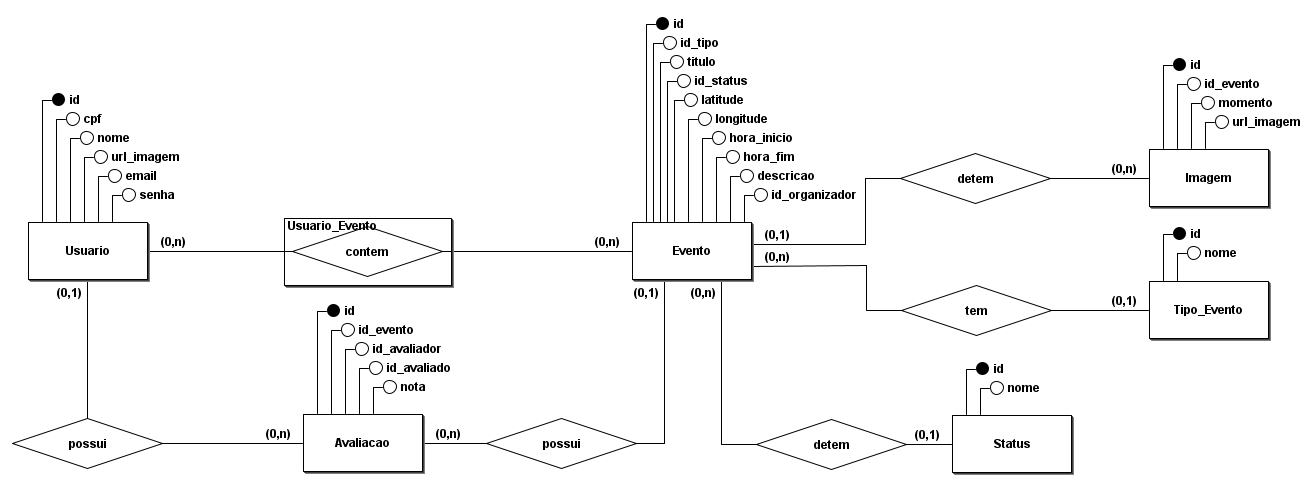 id
id_tipo
titulo
id_status
latitude
longitude
hora_inicio
hora_fim
descricao
id_organizador
id
cpf
nome
url_imagem
email
senha
Usuario
(0,n)
Usuario_Evento
contem
(0,n)
Evento
(0,1)
(0,n)
detem
(0,n)
id
id_evento
momento
url_imagem
Imagem
id
nome
tem
(0,1)
Tipo_Evento
(0,1)
(0,1)
(0,n)
id
id_evento
id_avaliador
id_avaliado
nota
possui
(0,n)
Avaliacao
(0,n)
possui
detem
(0,1)
id
nome
Status